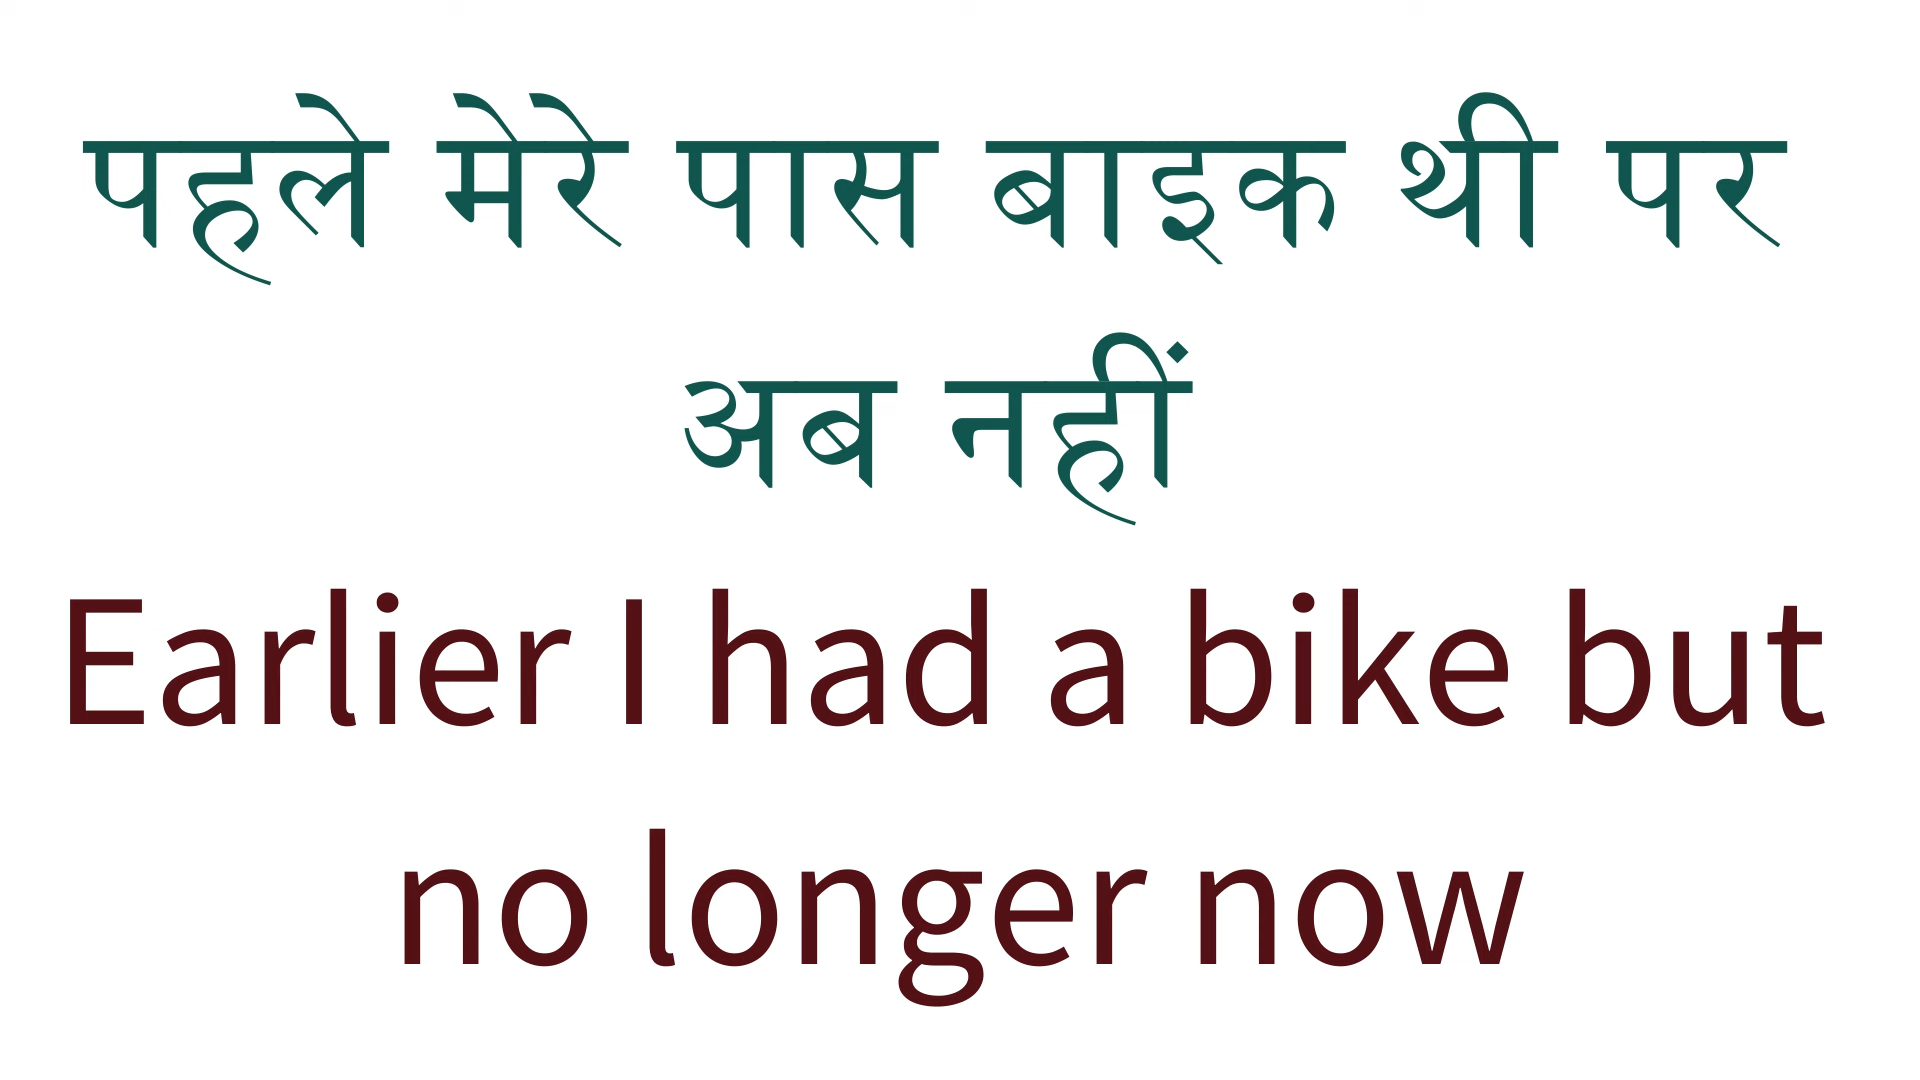 पहले मेरे पास बाइक थी पर
अब नहीं
Earlier I had a bike but
no longer now